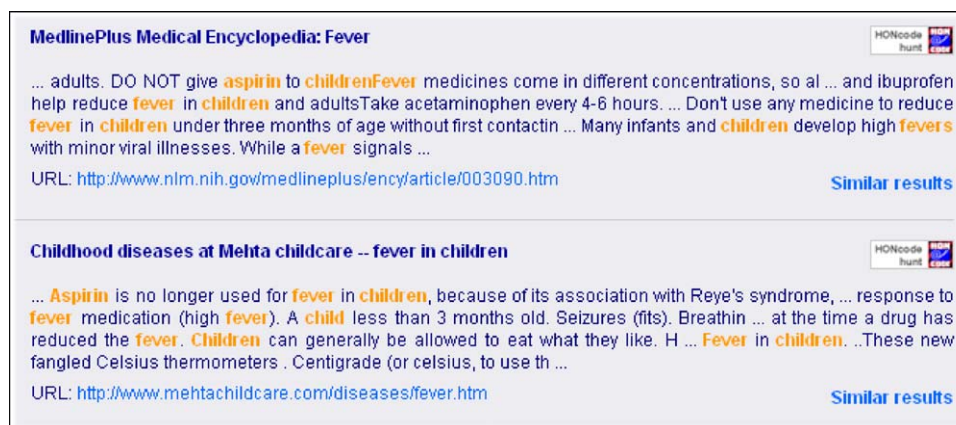 MedlinePlus Medical Encyclopedia: Fever
HONcode
hunt
HON
CODE
... adults. DO NOT give aspirin to childrenFever medicines come in different concentrations, so al ... and ibuprofen
help reduce fever in children and adultsTake acetaminophen every 4-6 hours. ... Don't use any medicine to reduce
fever in children under three months of age without first contactin ... Many infants and children develop high fevers
with minor viral illnesses. While a fever signals ...
URL: http://www.nlm.nih.gov/medlineplus/ency/article/003090.htm
Similar results
Childhood diseases at Mehta childcare -- fever in children
HONcode
hunt
HON
CODE
... Aspirin is no longer used for fever in children, because of its association with Reye's syndrome, ... response to
fever medication (high fever). A child less than 3 months old. Seizures (fits). Breathin ... at the time a drug has
reduced the fever. Children can generally be allowed to eat what they like. H ... Fever in children. ..These new
fangled Celsius thermometers . Centigrade (or celsius, to use th ...
URL: http://www.mehtachildcare.com/diseases/fever.htm
Similar results